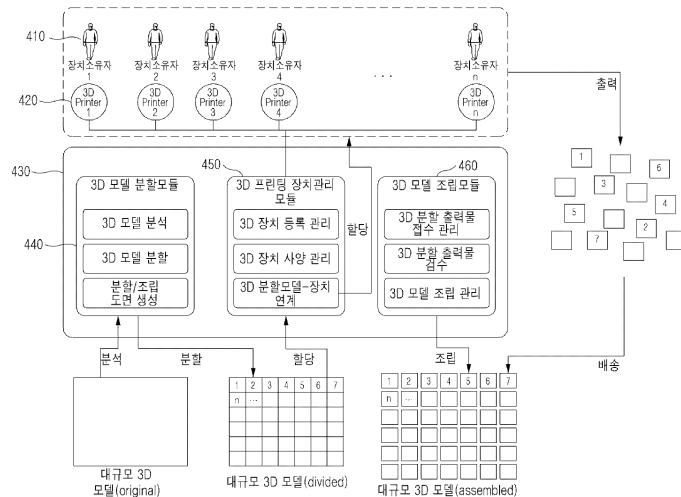 410
장치소유자 장치소유자 장치소유자 장치소유자 장치소유자
1 2 3 4 n
. . .
420
3D Printer 1
3D Printer 2
3D Printer 3
3D Printer 4
3D Printer n
출력
430
450
460
3D 모델 분할모듈
3D 모델 분석
3D 모델 분할
분할/조립
도면 생성
440
3D 프린팅 장치관리
모듈
3D 장치 등록 관리
3D 장치 사양 관리
3D 분할모델-장치
연계
할당
3D 모델 조립모듈
3D 분할 출력물
접수 관리
3D 분할 출력물
검수
3D 모델 조립 관리
1
6
3
5
4
2
7
분석
분할
할당
조립
배송
1 2 3 4 5 6 7
n ...
1 2 3 4 5 6 7
n ...
대규모 3D
모델(original)
대규모 3D 모델(divided)
대규모 3D 모델(assembled)